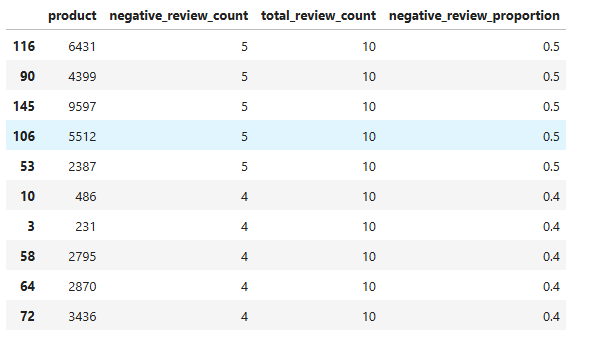 product negative_review_count total_review_count negative_review_proportion
116 6431 5 10 0.5
90 4399 5 10 0.5
145 9597 5 10 0.5
106 5512 5 10 0.5
53 2387 5 10 0.5
10 486 4 10 0.4
3 231 4 10 0.4
58 2795 4 10 0.4
64 2870 4 10 0.4
72 3436 4 10 0.4